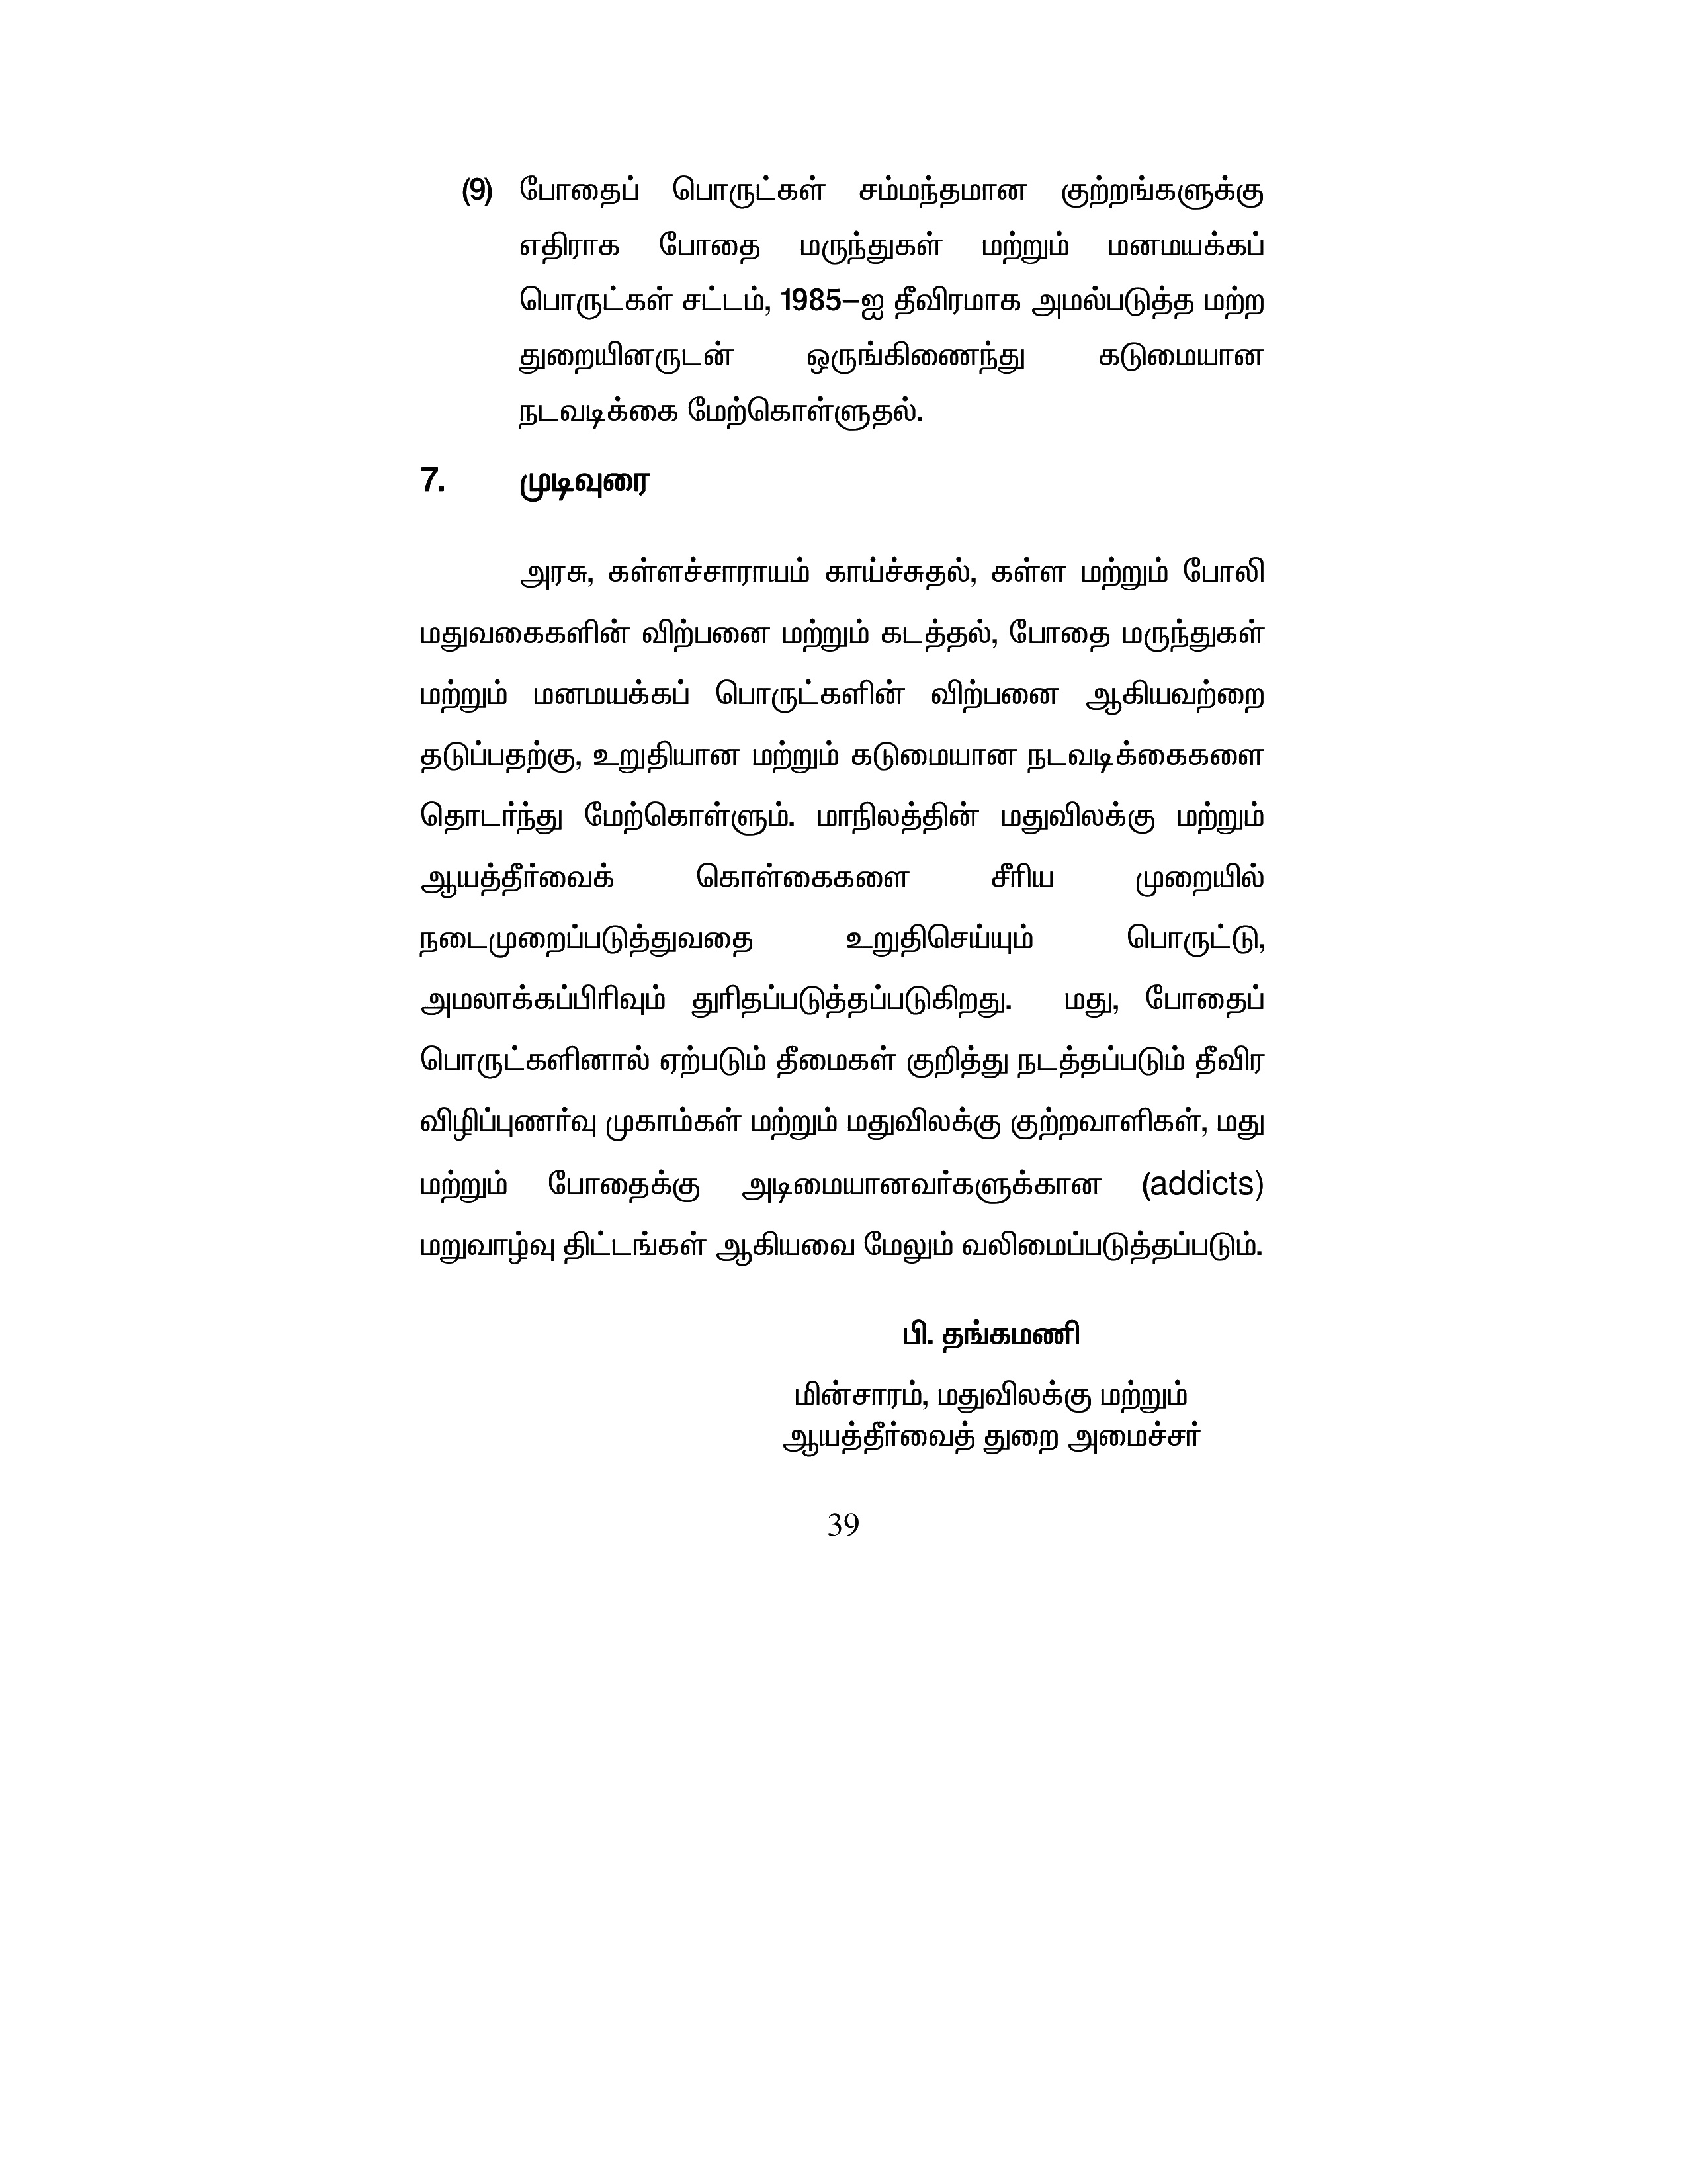 (9) போதைப் பொருட்கள் சம்மந்தமான குற்றங்களுக்கு
எதிராக போதை மருந்துகள் மற்றும் மனமயக்கப்
பொருட்கள் சட்டம், 1985–ஐ தீவிரமாக அமல்படுத்த மற்ற
துறையினருடன் ஒருங்கிணைந்து கடுமையான
நடவடிக்கை மேற்கொள்ளுதல்.
7. முடிவுரை
அரசு, கள்ளச்சாராயம் காய்ச்சுதல், கள்ள மற்றும் போலி
மதுவகைகளின் விற்பனை மற்றும் கடத்தல், போதை மருந்துகள்
மற்றும் மனமயக்கப் பொருட்களின் விற்பனை ஆகியவற்றை
தடுப்பதற்கு, உறுதியான மற்றும் கடுமையான நடவடிக்கைகளை
தொடர்ந்து மேற்கொள்ளும். மாநிலத்தின் மதுவிலக்கு மற்றும்
ஆயத்தீர்வைக் கொள்கைகளை சீரிய முறையில்
நடைமுறைப்படுத்துவதை உறுதிசெய்யும் பொருட்டு,
அமலாக்கப்பிரிவும் துரிதப்படுத்தப்படுகிறது. மது, போதைப்
பொருட்களினால் ஏற்படும் தீமைகள் குறித்து நடத்தப்படும் தீவிர
விழிப்புணர்வு முகாம்கள் மற்றும் மதுவிலக்கு குற்றவாளிகள், மது
மற்றும் போதைக்கு அடிமையானவர்களுக்கான (addicts)
மறுவாழ்வு திட்டங்கள் ஆகியவை மேலும் வலிமைப்படுத்தப்படும்.
பி. தங்கமணி
மின்சாரம், மதுவிலக்கு மற்றும்
ஆயத்தீர்வைத் துறை அமைச்சர்
39